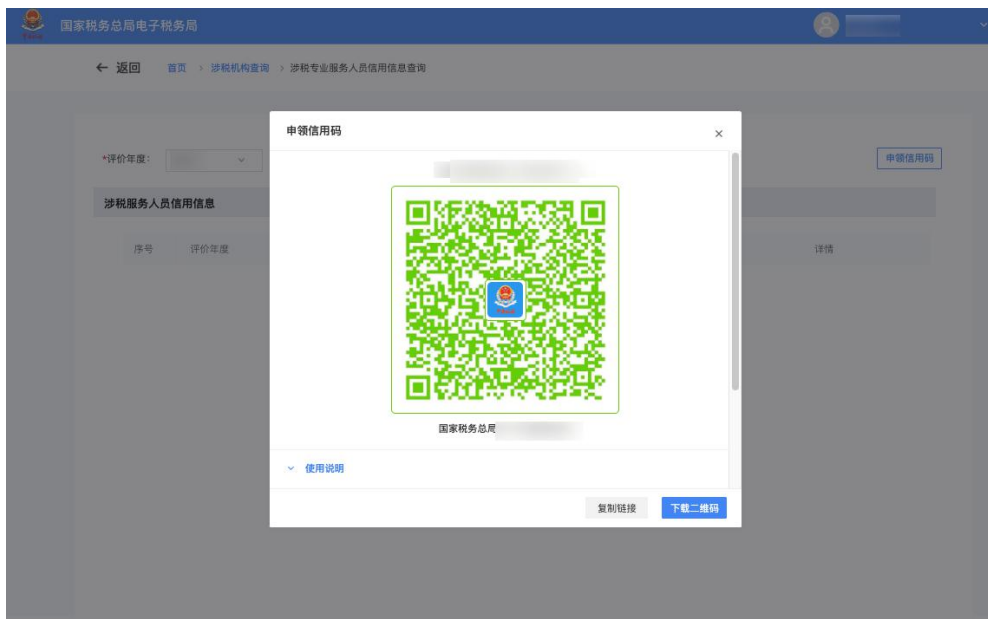 国家税务总局电子税务局
← 返回 首页 > 涉税机构查询 > 涉税专业服务人员信用信息查询
申领信用码 ×
*评价年度: 申领信用码
涉税服务人员信用信息
序号 评价年度 详情
国家税务总局
使用说明
复制链接 下载二维码